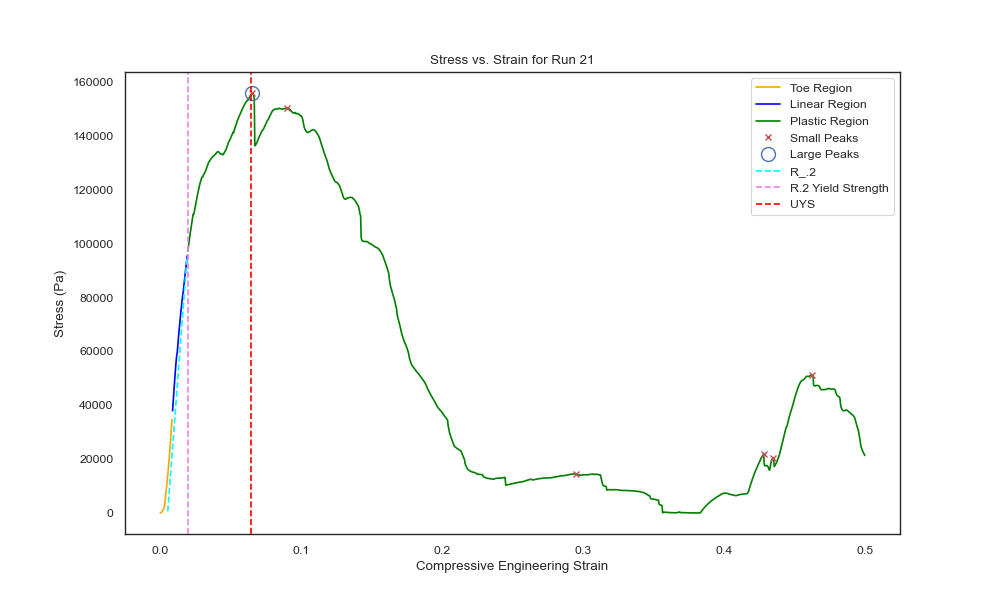 Stress vs. Strain for Run 21
160000
140000
120000
100000
80000
60000
40000
20000
0
Stress (Pa)
0.0
0.1
0.2
0.3
0.4
0.5
Compressive Engineering Strain
Toe Region
Linear Region
Plastic Region
Small Peaks
Large Peaks
R_.2
R.2 Yield Strength
UYS